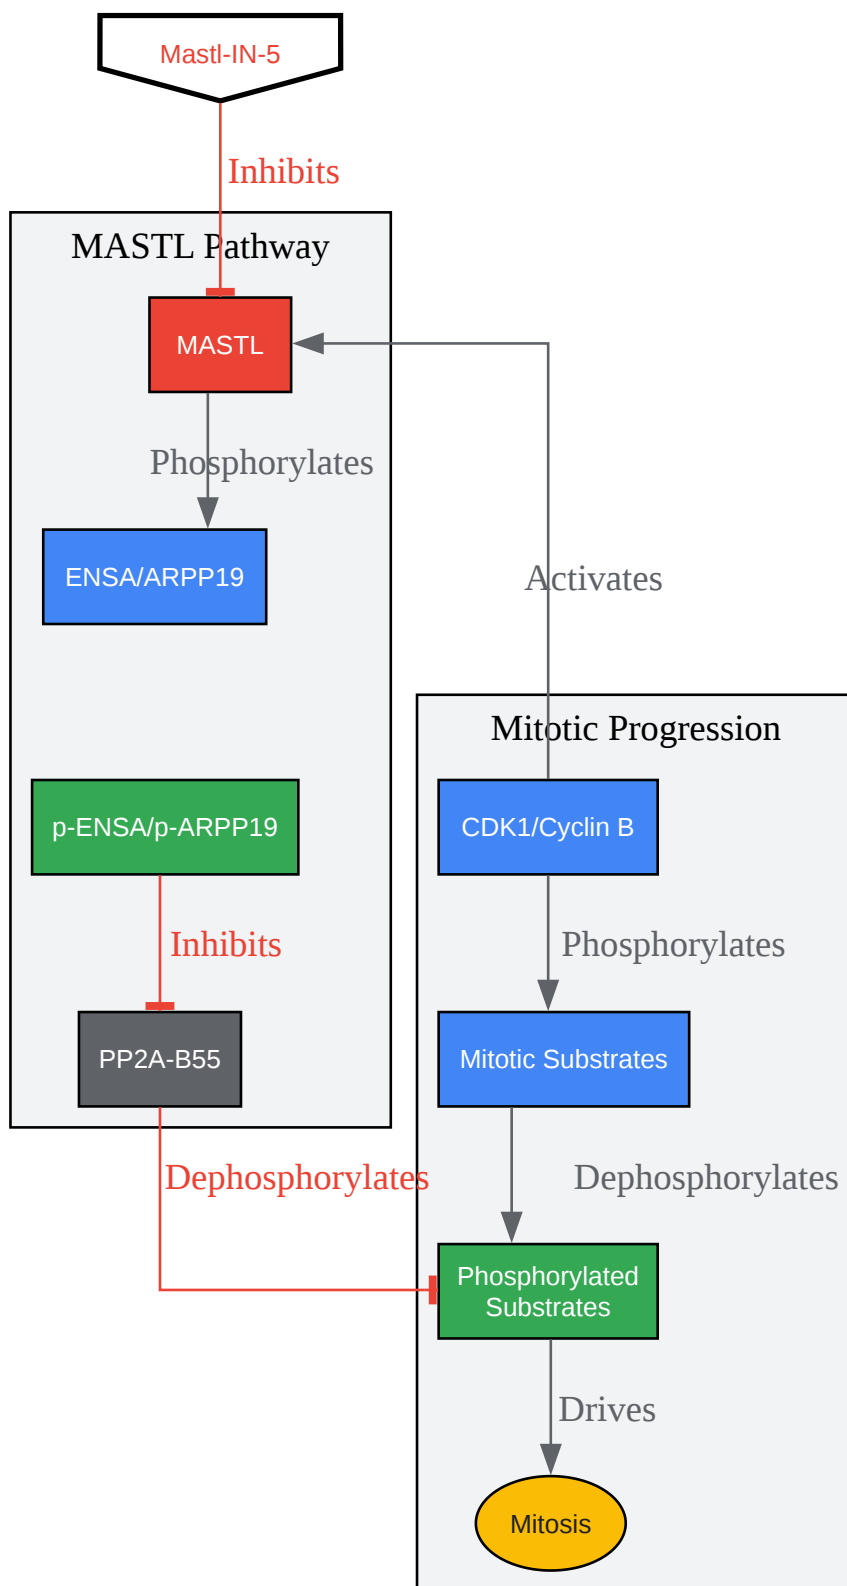 Mastl-IN-5
Inhibits
MASTL Pathway
MASTL
Phosphorylates
ENSA/ARPP19
Activates
Mitotic Progression
p-ENSA/p-ARPP19
CDK1/Cyclin B
Inhibits
Phosphorylates
PP2A-B55
Mitotic Substrates
Dephosphorylates
Dephosphorylates
Phosphorylated
Substrates
Drives
Mitosis